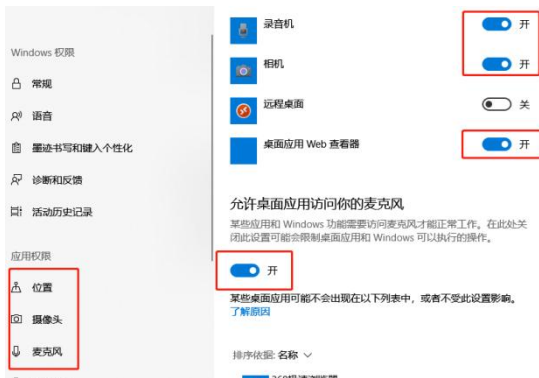 Windows 权限
常规
语音
墨迹书写和键入个性化
诊断和反馈
活动历史记录
应用权限
位置
摄像头
麦克风
录音机
开
相机
开
远程桌面
关
桌面应用 Web 查看器
开
允许桌面应用访问你的麦克风
某些应用和 Windows 功能需要访问麦克风才能正常工作。在此处关
闭此设置可能会限制桌面应用和 Windows 可以执行的操作。
开
某些桌面应用可能不会出现在以下列表中，或者不受此设置影响。
了解原因
排序依据: 名称